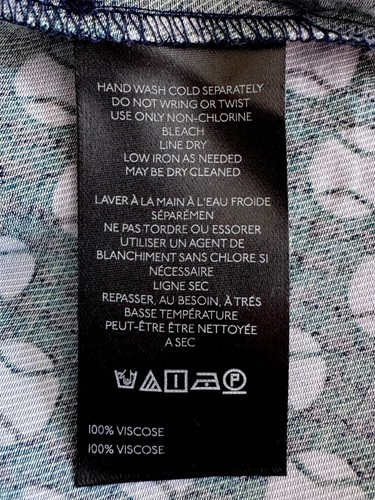 HAND WASH COLD SEPARATELY
DO NOT WRING OR TWIST
USE ONLY NON-CHLORINE
BLEACH
LINE DRY
LOW IRON AS NEEDED
MAY BE DRY CLEANED
LAVER À LA MAIN À L'EAU FROIDE
SÉPARÉMEN
NE PAS TORDRE OU ESSORER
UTILISER UN AGENT DE
BLANCHIMENT SANS CHLORE SI
NÉCESSAIRE
LIGNE SEC
REPASSER, AU BESOIN, À TRÉS
BASSE TEMPÉRATURE
PEUT-ÊTRE ÊTRE NETTOYÉE
A SEC
P
100% VISCOSE
100% VISCOSE